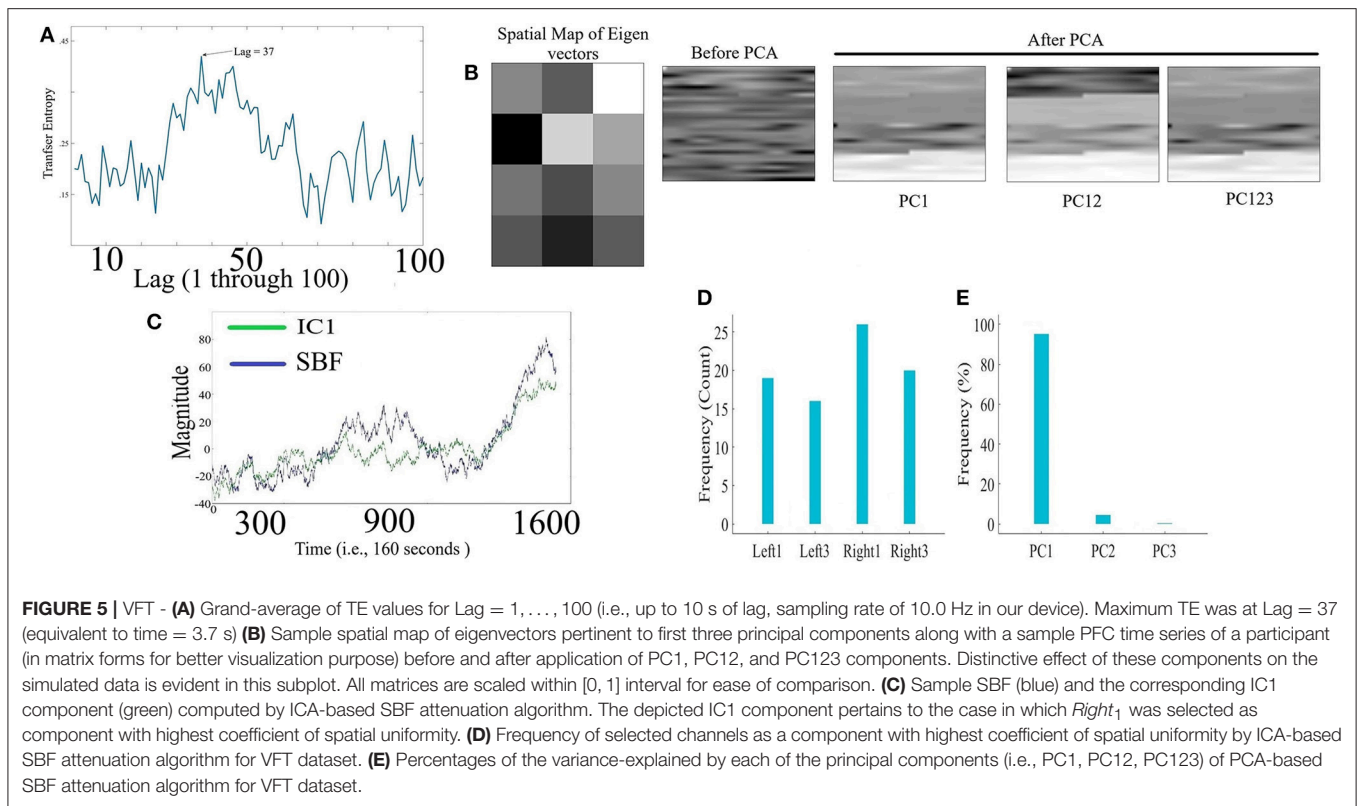 A
.45
Lag = 37
Tranfser Entropy
.25
.15
10
50
100
Lag (1 through 100)
Spatial Map of Eigen
vectors
B
Before PCA
After PCA
PC1
PC12
PC123
C
IC1
SBF
Magnitude
80
60
40
20
0
-20
-40
0
300
900
1600
Time (i.e., 160 seconds )
D
Frequency (Count)
25
20
15
10
5
0
Left1
Left3
Right1
Right3
E
Frequency (%)
100
80
60
40
20
0
PC1
PC2
PC3
FIGURE 5 | VFT - (A) Grand-average of TE values for Lag = 1, . . . , 100 (i.e., up to 10 s of lag, sampling rate of 10.0 Hz in our device). Maximum TE was at Lag = 37
(equivalent to time = 3.7 s) (B) Sample spatial map of eigenvectors pertinent to first three principal components along with a sample PFC time series of a participant
(in matrix forms for better visualization purpose) before and after application of PC1, PC12, and PC123 components. Distinctive effect of these components on the
simulated data is evident in this subplot. All matrices are scaled within [0, 1] interval for ease of comparison. (C) Sample SBF (blue) and the corresponding IC1
component (green) computed by ICA-based SBF attenuation algorithm. The depicted IC1 component pertains to the case in which Right1 was selected as
component with highest coefficient of spatial uniformity. (D) Frequency of selected channels as a component with highest coefficient of spatial uniformity by ICA-based
SBF attenuation algorithm for VFT dataset. (E) Percentages of the variance-explained by each of the principal components (i.e., PC1, PC12, PC123) of PCA-based
SBF attenuation algorithm for VFT dataset.